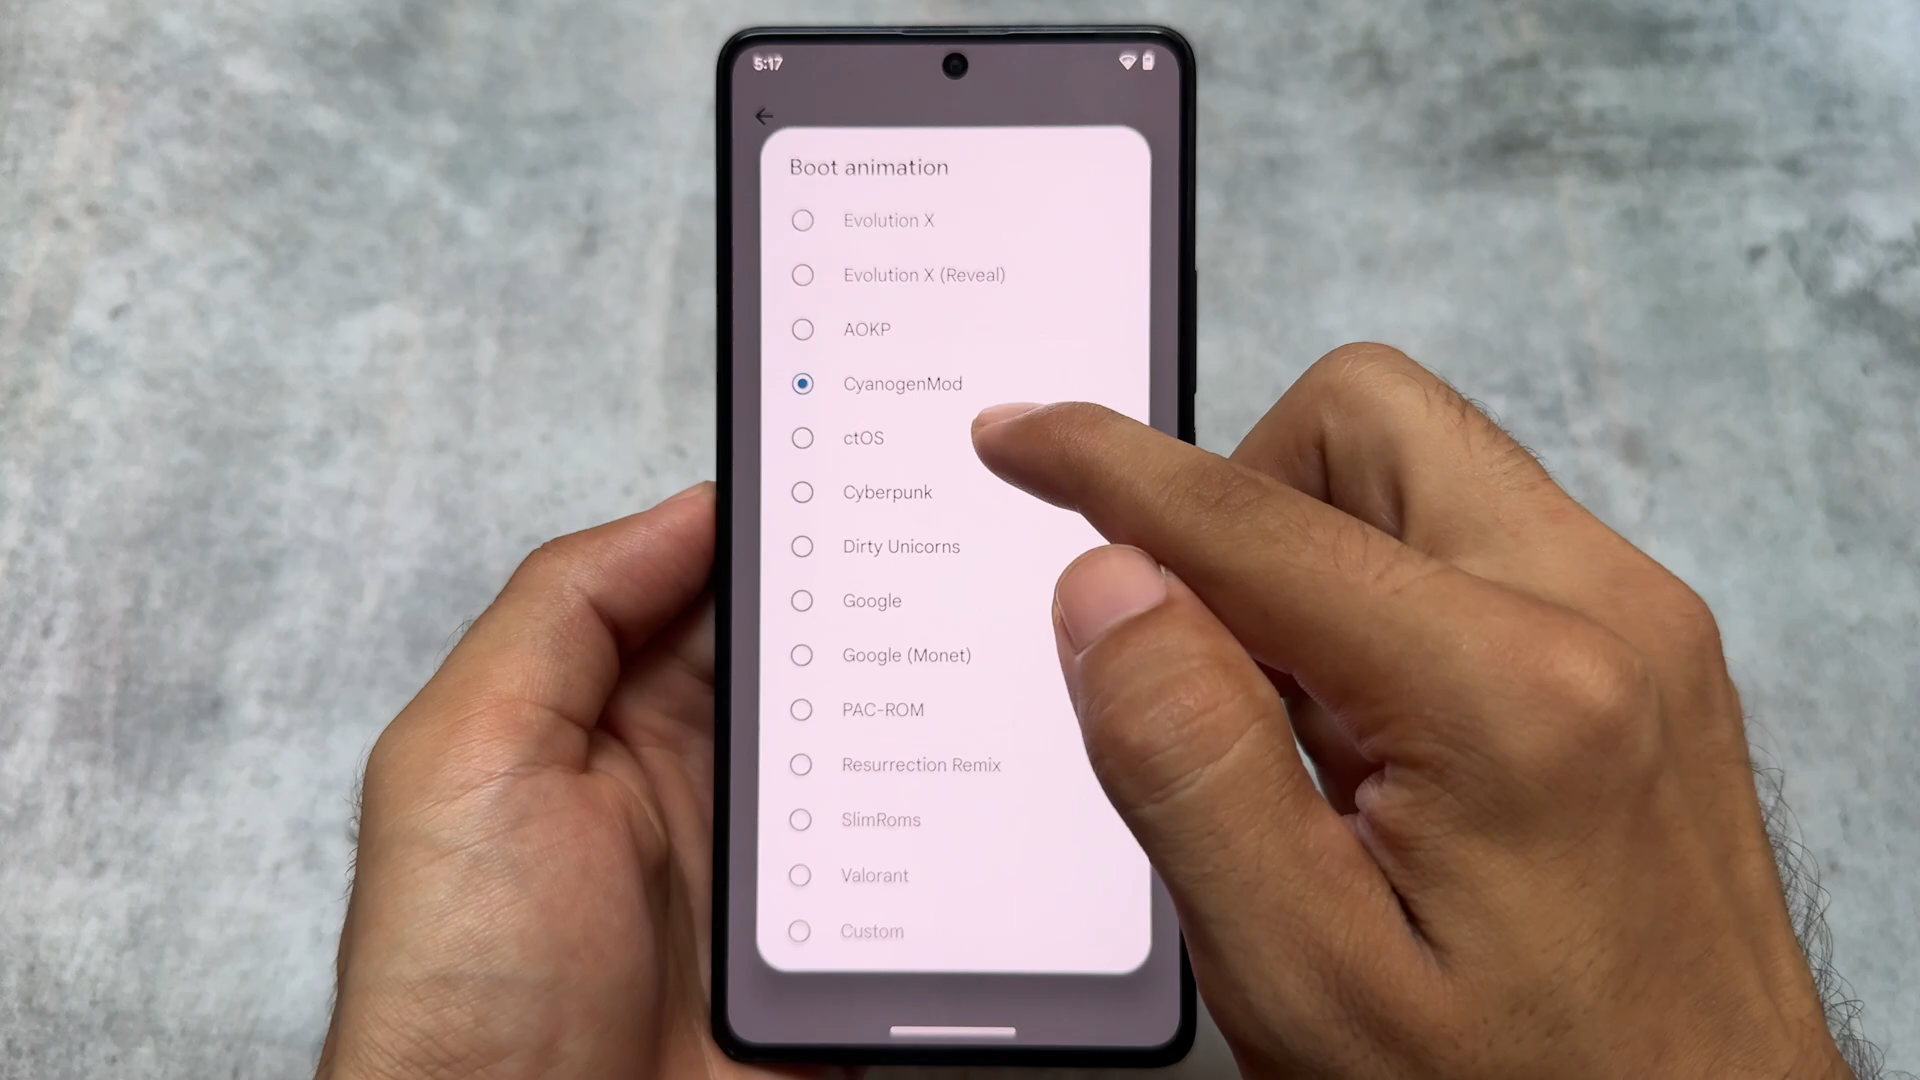 5:17
Boot animation
Evolution X
Evolution X (Reveal)
AOKP
CyanogenMod
ctOS
Cyberpunk
Dirty Unicorns
Google
Google (Monet)
PAC-ROM
Resurrection Remix
SlimRoms
Valorant
Custom